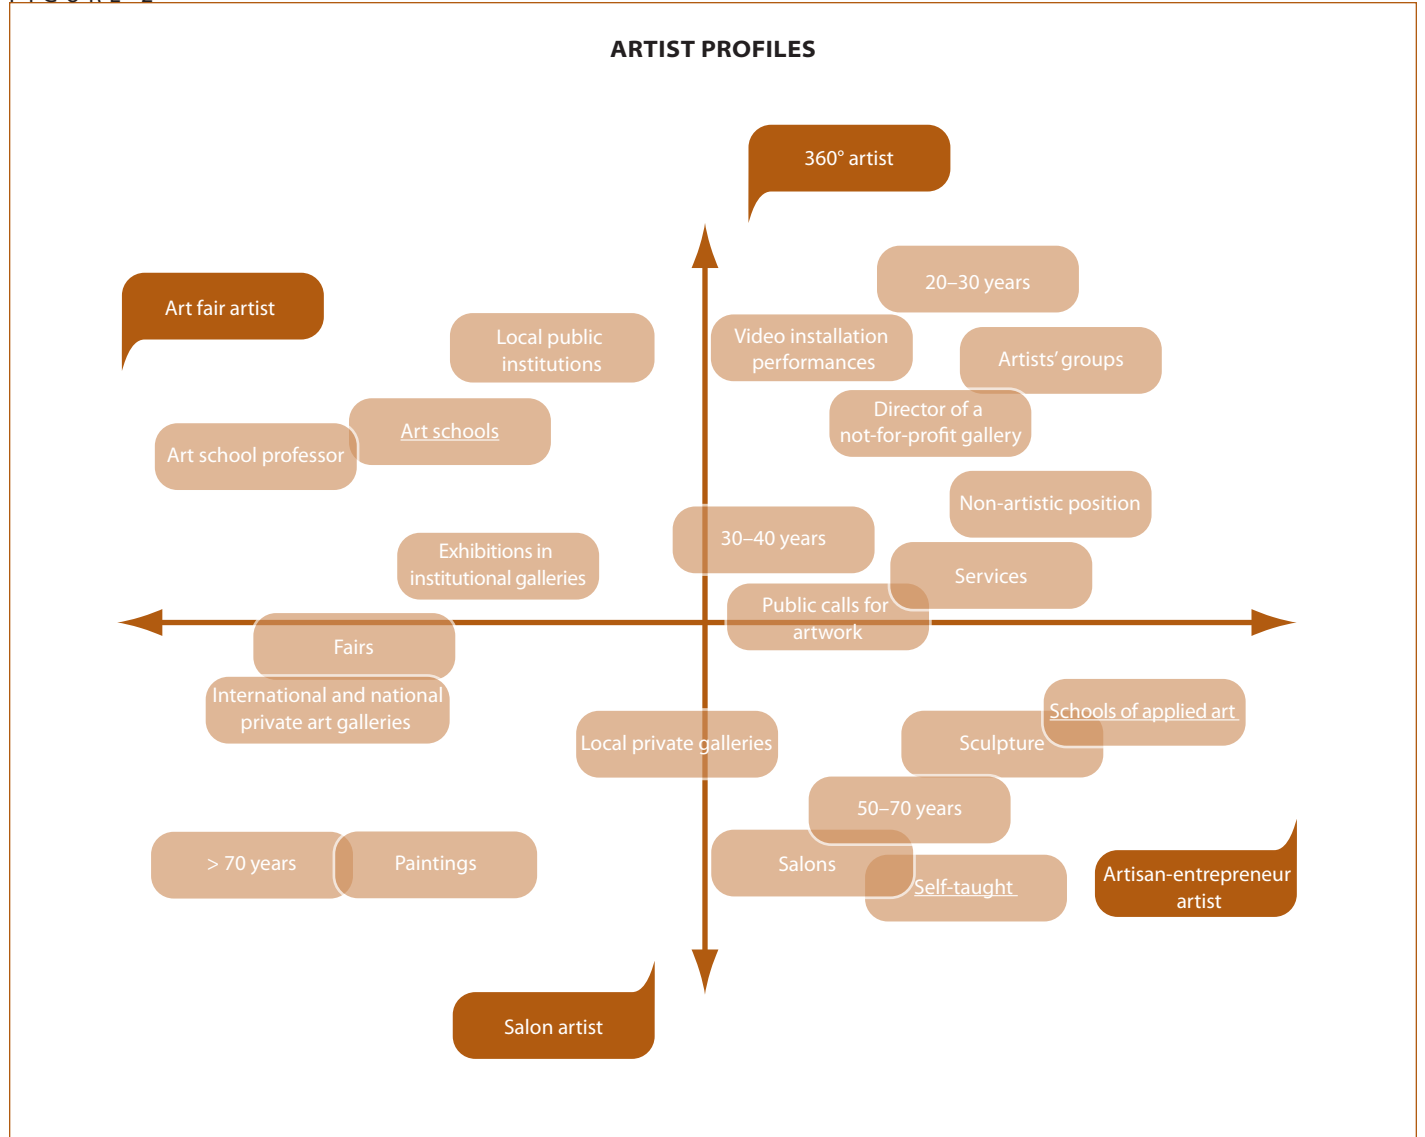 FIGURE 2
ARTIST PROFILES
360° artist
20–30 years
Art fair artist
Local public
institutions
Video installation
performances
Artists' groups
Director of a
not-for-profit gallery
Art schools
Art school professor
Non-artistic position
30–40 years
Exhibitions in
institutional galleries
Services
Public calls for
artwork
Fairs
International and national
private art galleries
Schools of applied art
Local private galleries
Sculpture
50–70 years
> 70 years
Paintings
Salons
Self-taught
Artisan-entrepreneur
artist
Salon artist